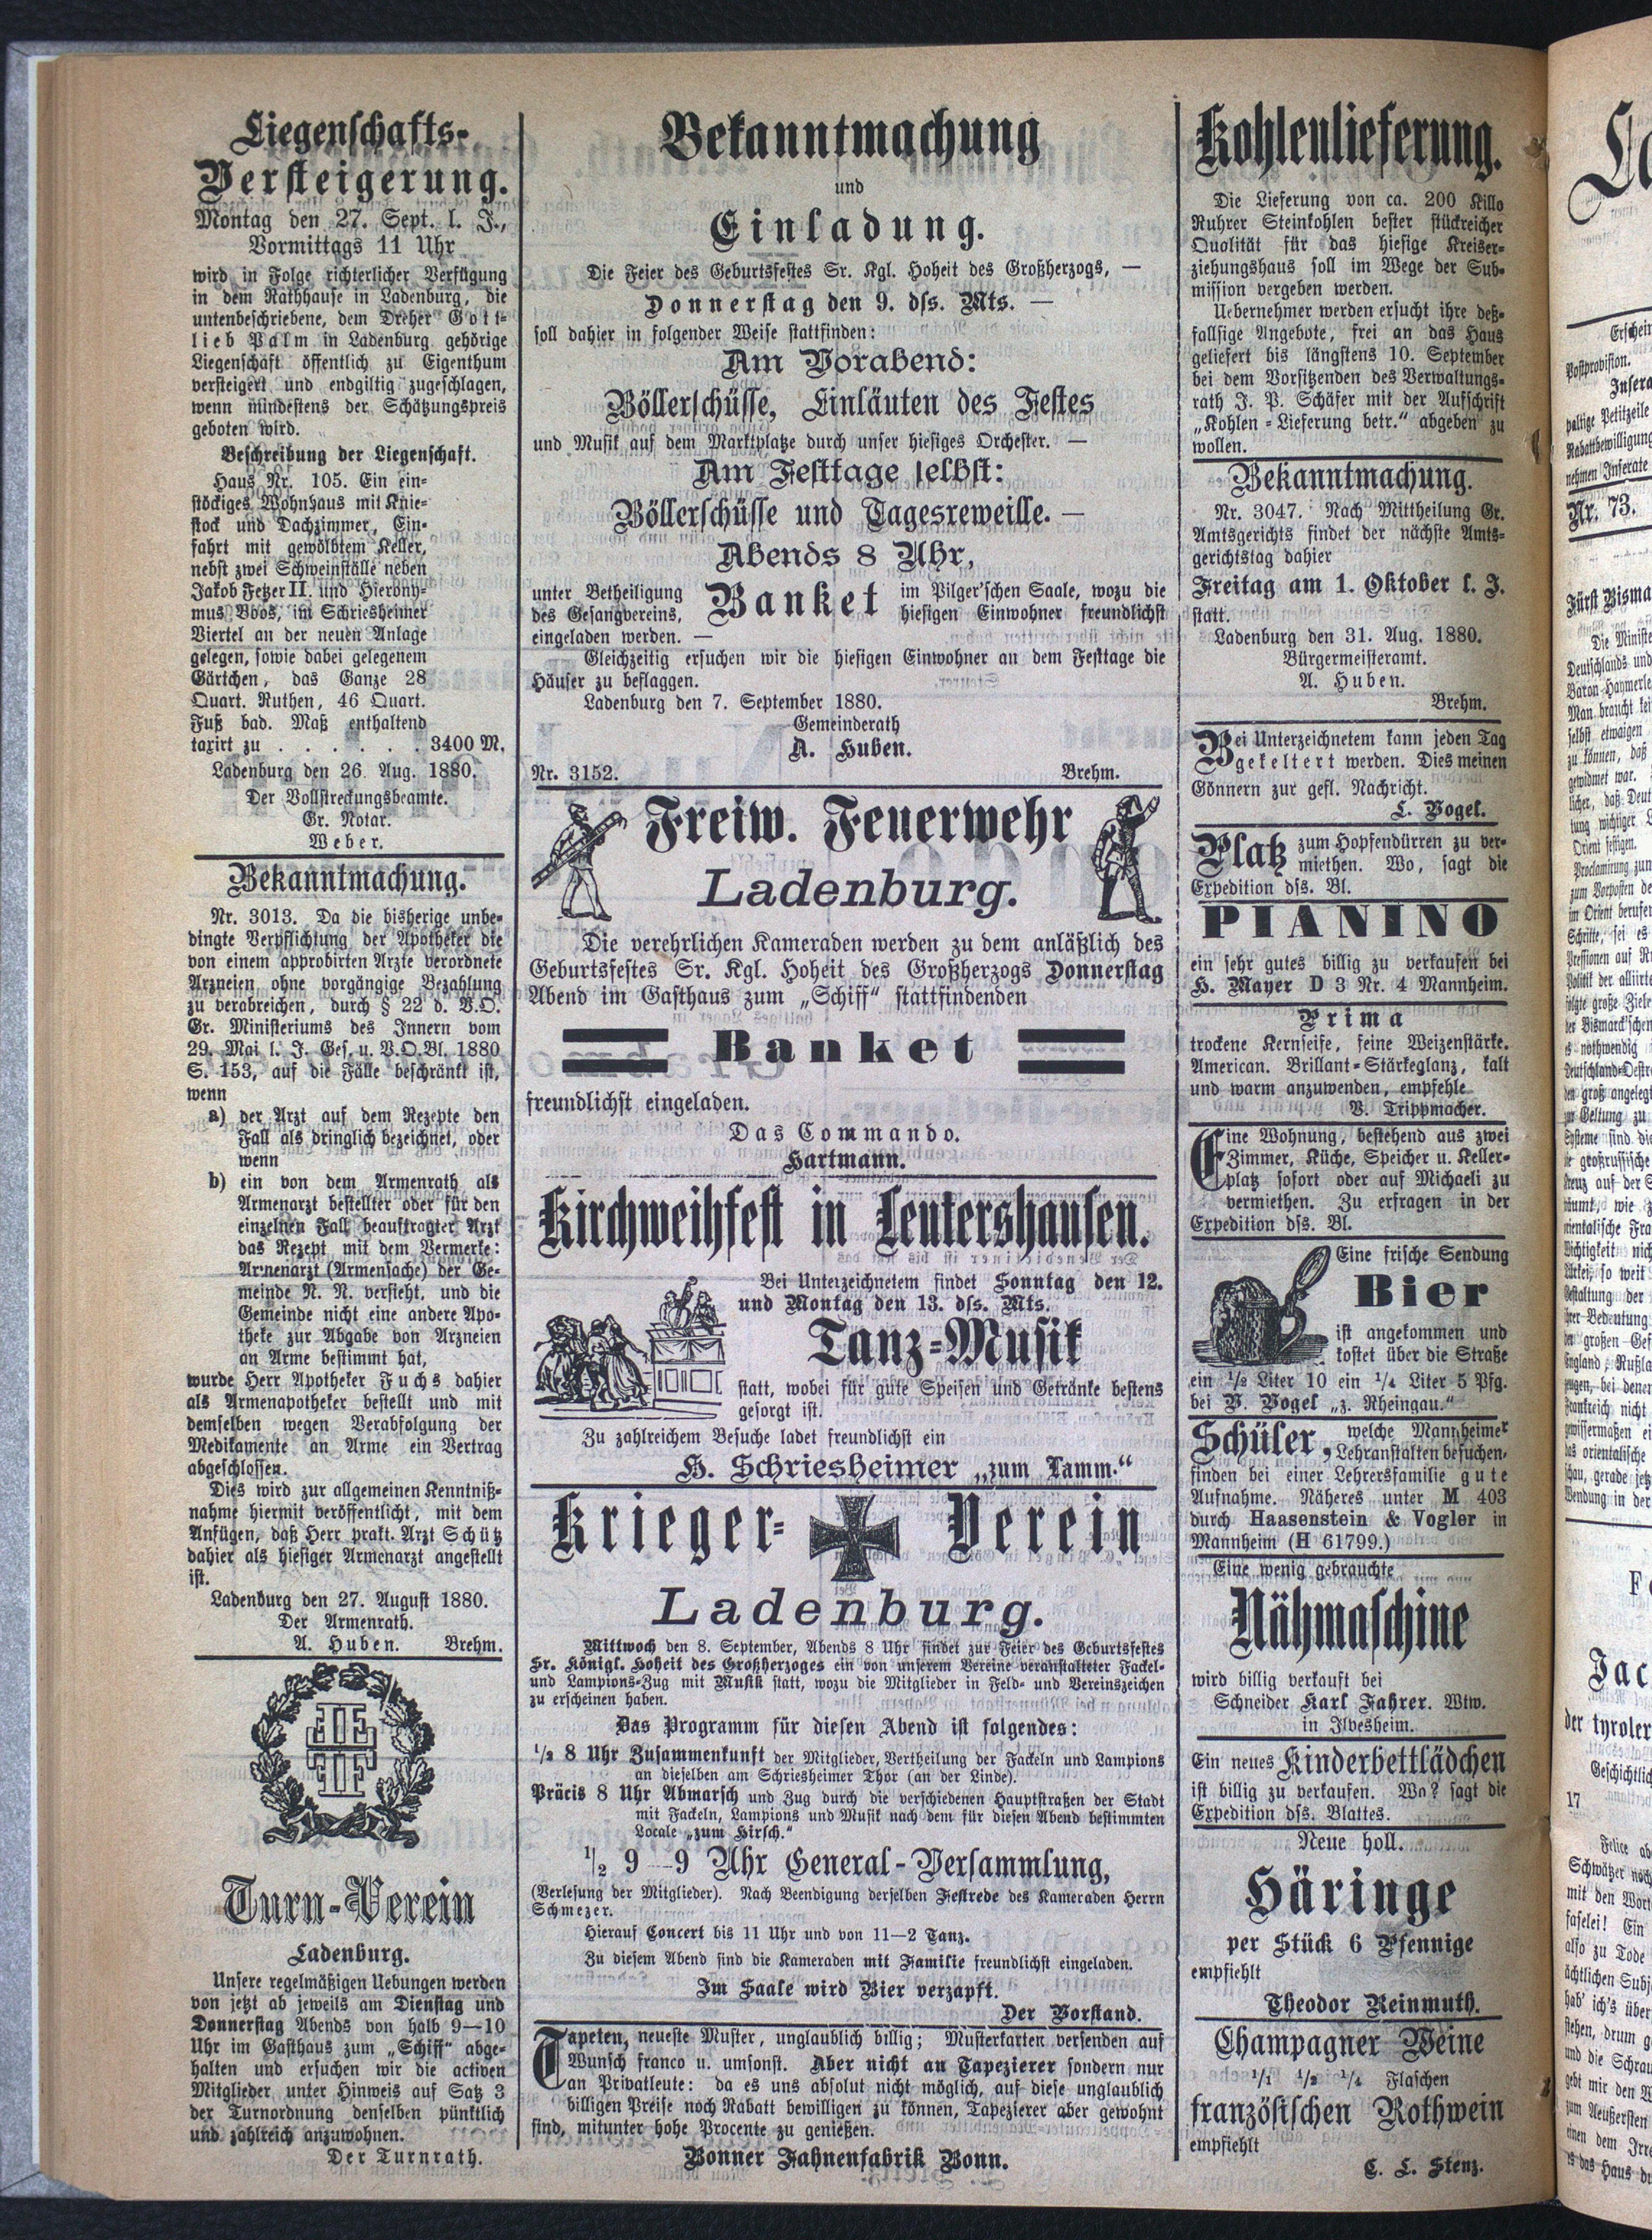 Liegenschafts-
Versteigerung.
Montag den 27. Sept. l. J.,
Vormittags 11 Uhr
wird in Folge richterlicher Verfügung
in dem Rathhause in Ladenburg, die
untenbeschriebene, dem Dreher Gott-
lieb Palm in Ladenburg gehörige
Liegenschaft öffentlich zu Eigenthum
versteigert und endgiltig zugeschlagen,
wenn mindestens der Schätzungspreis
geboten wird.
Beschreibung der Liegenschaft.
Haus Nr. 105. Ein ein-
stöckiges Wohnhaus mit Knie-
stock und Dachzimmer, Ein-
fahrt mit gewölbtem Keller,
nebst zwei Schweinställe neben
Jakob Fetzer II. und Hierony-
mus Voos, im Schriesheimer
Viertel an der neuen Anlage
gelegen, sowie dabei gelegenem
Gärtchen, das Ganze 28
Quart. Ruthen, 46 Quart.
Fuß bad. Maß enthaltend
taxirt zu . . . . . . 3400 M.
Ladenburg den 26. Aug. 1880.
Der Vollstreckungsbeamte.
Gr. Notar.
Weber.
Bekanntmachung.
Nr. 3013. Da die bisherige unbe-
dingte Verpflichtung der Apotheker die
von einem approbirten Arzte verordnete
Arzneien ohne vorgängige Bezahlung
zu verabreichen, durch § 22 d. V.O.
Gr. Ministeriums des Innern vom
29. Mai l. J. Ges. u. V.O.Bl. 1880
S. 153, auf die Fälle beschränkt ist,
wenn
a) der Arzt auf dem Rezepte den
Fall als dringlich bezeichnet, oder
wenn
b) ein von dem Armenrath als
Armenarzt bestellter oder für den
einzelnen Fall beauftragter Arzt
das Rezept mit dem Vermerke:
Armenarzt (Armensache) der Ge-
meinde N. N. versieht, und die
Gemeinde nicht eine andere Apo-
theke zur Abgabe von Arzneien
an Arme bestimmt hat,
wurde Herr Apotheker Fuchs dahier
als Armenapotheker bestellt und mit
demselben wegen Verabfolgung der
Medikamente an Arme ein Vertrag
abgeschlossen.
Dies wird zur allgemeinen Kenntniß-
nahme hiermit veröffentlicht, mit dem
Anfügen, daß Herr prakt. Arzt Schütz
dahier als hiesiger Armenarzt angestellt
ist.
Ladenburg den 27. August 1880.
Der Armenrath.
A. Huben. Brehm.
Turn-Verein
Ladenburg.
Unsere regelmäßigen Uebungen werden
von jetzt ab jeweils am Dienstag und
Donnerstag Abends von halb 9—10
Uhr im Gasthaus zum „Schiff“ abge-
halten und ersuchen wir die activen
Mitglieder unter Hinweis auf Satz 3
der Turnordnung denselben pünktlich
und zahlreich anzuwohnen.
Der Turnrath.
Bekanntmachung
und
Einladung.
Die Feier des Geburtsfestes Sr. Kgl. Hoheit des Großherzogs, —
Donnerstag den 9. dss. Mts. —
soll dahier in folgender Weise stattfinden:
Am Vorabend:
Böllerschüsse, Einläuten des Festes
und Musik auf dem Marktplatze durch unser hiesiges Orchester. —
Am Festtage selbst:
Böllerschüsse und Tagesreweille. —
Abends 8 Uhr,
unter Betheiligung des Gesangvereins, Banket im Pilger'schen Saale, wozu die hiesigen Einwohner freundlichst
eingeladen werden. —
Gleichzeitig ersuchen wir die hiesigen Einwohner an dem Festtage die
Häuser zu beflaggen.
Ladenburg den 7. September 1880.
Gemeinderath
A. Huben.
Nr. 3152. Brehm.
Freiw. Feuerwehr
Ladenburg.
Die verehrlichen Kameraden werden zu dem anläßlich des
Geburtsfestes Sr. Kgl. Hoheit des Großherzogs Donnerstag
Abend im Gasthaus zum „Schiff“ stattfindenden
Banket
freundlichst eingeladen.
Das Commando.
Hartmann.
Kirchweihfest in Leutershausen.
Bei Unterzeichnetem findet Sonntag den 12.
und Montag den 13. dss. Mts.
Tanz-Musik
statt, wobei für gute Speisen und Getränke bestens
gesorgt ist.
Zu zahlreichem Besuche ladet freundlichst ein
H. Schriesheimer „zum Lamm.“
Krieger- Verein
Ladenburg.
Mittwoch den 8. September, Abends 8 Uhr findet zur Feier des Geburtsfestes
Sr. Königl. Hoheit des Großherzoges ein von unserem Vereine veranstalteter Fackel-
und Lampions-Zug mit Musik statt, wozu die Mitglieder in Feld- und Vereinszeichen
zu erscheinen haben.
Das Programm für diesen Abend ist folgendes:
1/2 8 Uhr Zusammenkunft der Mitglieder, Vertheilung der Fackeln und Lampions
an dieselben am Schriesheimer Thor (an der Linde).
Präcis 8 Uhr Abmarsch und Zug durch die verschiedenen Hauptstraßen der Stadt
mit Fackeln, Lampions und Musik nach dem für diesen Abend bestimmten
Locale „zum Hirsch.“
1/2 9—9 Uhr General-Versammlung,
(Verlesung der Mitglieder). Nach Beendigung derselben Festrede des Kameraden Herrn
Schmezer.
Hierauf Concert bis 11 Uhr und von 11—2 Tanz.
Zu diesem Abend sind die Kameraden mit Familie freundlichst eingeladen.
Im Saale wird Bier verzapft.
Der Vorstand.
Tapeten, neueste Muster, unglaublich billig; Musterkarten versenden auf
Wunsch franco u. umsonst. Aber nicht an Tapezierer sondern nur
an Privatleute: da es uns absolut nicht möglich, auf diese unglaublich
billigen Preise noch Rabatt bewilligen zu können, Tapezierer aber gewohnt
sind, mitunter hohe Procente zu genießen.
Bonner Fahnenfabrik Bonn.
Kohlenlieferung.
Die Lieferung von ca. 200 Killo
Ruhrer Steinkohlen bester stückreicher
Quolität für das hiesige Kreiser-
ziehungshaus soll im Wege der Sub-
mission vergeben werden.
Uebernehmer werden ersucht ihre deß-
fallsige Angebote, frei an das Haus
geliefert bis längstens 10. September
bei dem Vorsitzenden des Verwaltungs-
rath J. P. Schäfer mit der Aufschrift
„Kohlen-Lieferung betr.“ abgeben zu
wollen.
Bekanntmachung.
Nr. 3047. Nach Mittheilung Gr.
Amtsgerichts findet der nächste Amts-
gerichtstag dahier
Freitag am 1. Oktober l. J.
statt.
Ladenburg den 31. Aug. 1880.
Bürgermeisteramt.
A. Huben.
Brehm.
Bei Unterzeichnetem kann jeden Tag
gekeltert werden. Dies meinen
Gönnern zur gefl. Nachricht.
L. Vogel.
Platz zum Hopfendürren zu ver-
miethen. Wo, sagt die
Expedition dss. Bl.
PIANINO
ein sehr gutes billig zu verkaufen bei
H. Mayer D 3 Nr. 4 Mannheim.
Prima
trockene Kernseife, feine Weizenstärke.
American. Brillant-Stärkeglanz, kalt
und warm anzuwenden, empfehle
V. Trippmacher.
Eine Wohnung, bestehend aus zwei
Zimmer, Küche, Speicher u. Keller-
platz sofort oder auf Michaeli zu
vermiethen. Zu erfragen in der
Expedition dss. Bl.
Eine frische Sendung
Bier
ist angekommen und
kostet über die Straße
ein 1/2 Liter 10 ein 1/4 Liter 5 Pfg.
bei P. Vogel „z. Rheingau.“
Schüler, welche Mannheimer
Lehranstalten besuchen,
finden bei einer Lehrersfamilie gute
Aufnahme. Näheres unter M 403
durch Haasenstein & Vogler in
Mannheim (H 61799.)
Eine wenig gebrauchte
Nähmaschine
wird billig verkauft bei
Schneider Karl Fahrer. Wtw.
in Ilvesheim.
Ein neues Kinderbettlädchen
ist billig zu verkaufen. Wo? sagt die
Expedition dss. Blattes.
Neue holl.
Häringe
per Stück 6 Pfennige
empfiehlt
Theodor Reinmuth.
Champagner Weine
1/1 1/2 1/4 Flaschen
französischen Rothwein
empfiehlt
C. L. Stenz.
Nr. 73.